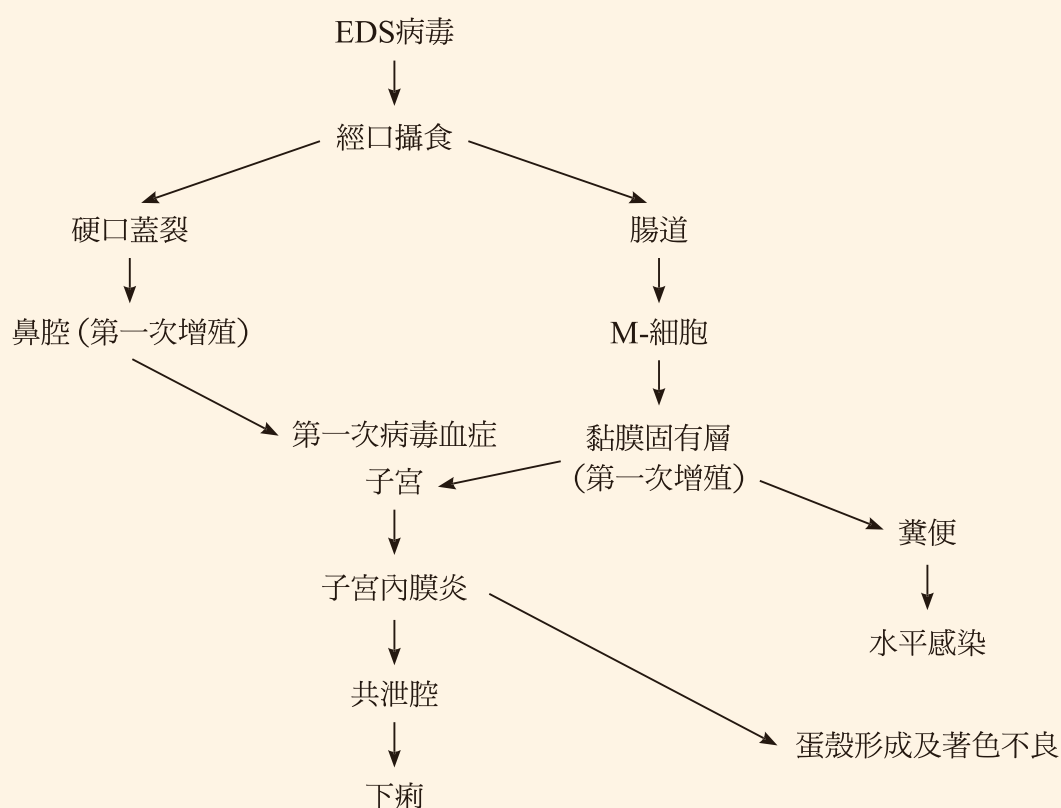 EDS病毒
經口攝食
硬口蓋裂
腸道
鼻腔 (第一次增殖)
M-細胞
第一次病毒血症
子宮
黏膜固有層
(第一次增殖)
糞便
子宮內膜炎
水平感染
共泄腔
蛋殼形成及著色不良
下痢